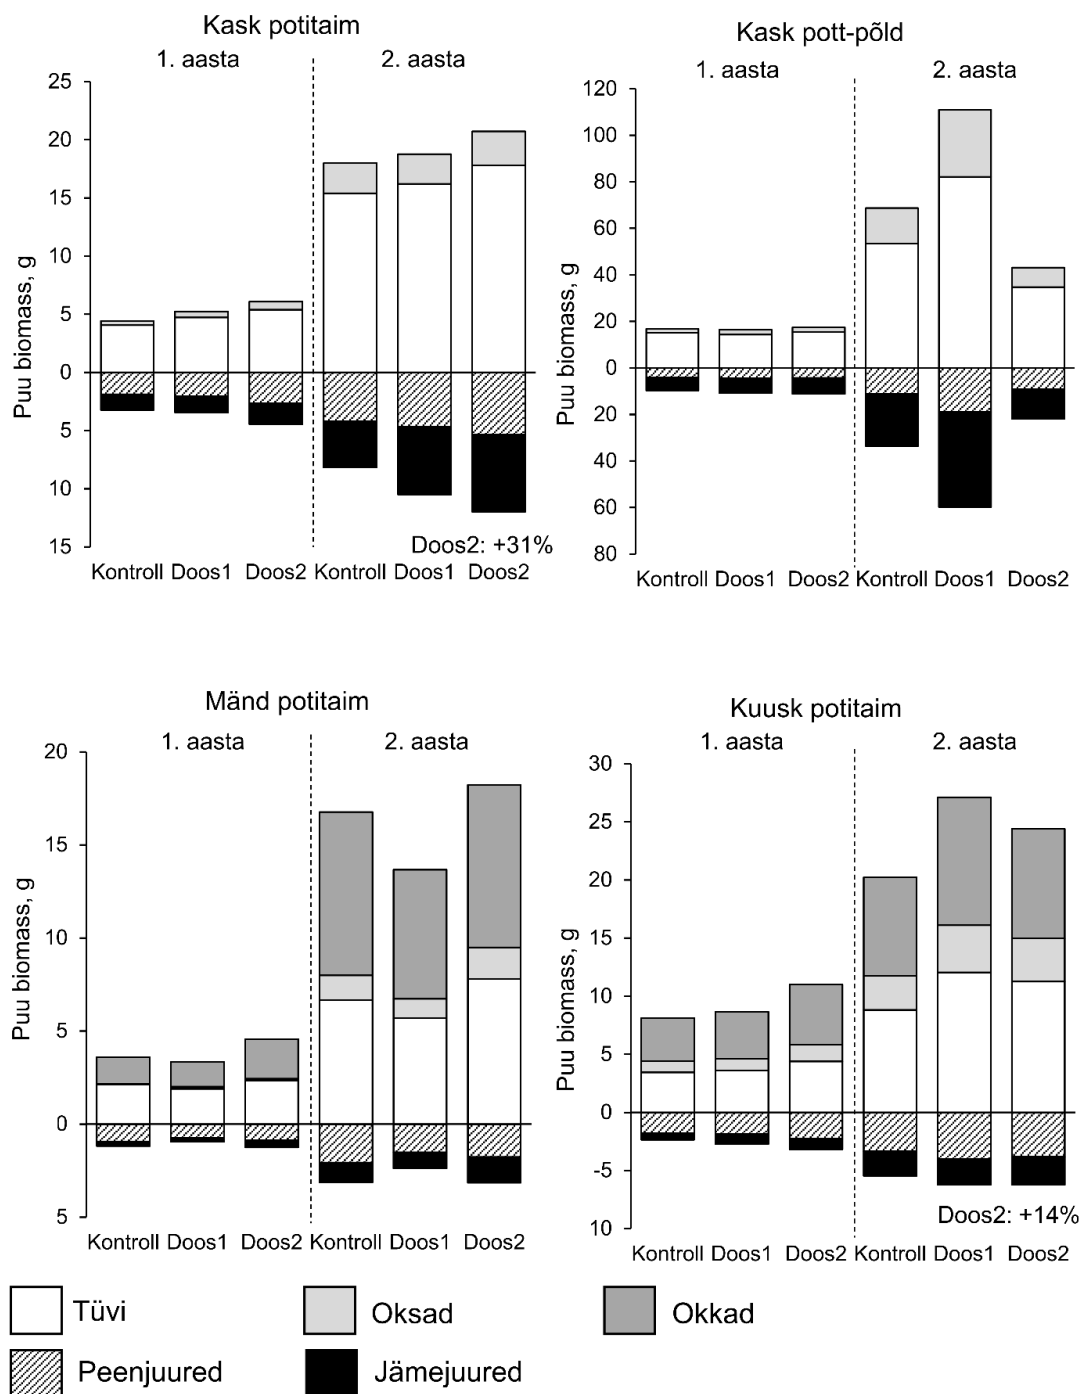 Kask potitaim
1. aasta
2. aasta
Puu biomass, g
25
20
15
10
5
0
5
10
15
Doos2: +31%
Kontroll Doos1 Doos2 Kontroll Doos1 Doos2
Kask pott-põld
1. aasta
2. aasta
Puu biomass, g
120
100
80
60
40
20
0
20
40
60
80
Kontroll Doos1 Doos2 Kontroll Doos1 Doos2
Mänd potitaim
1. aasta
2. aasta
Puu biomass, g
20
15
10
5
0
5
Kontroll Doos1 Doos2 Kontroll Doos1 Doos2
Kuusk potitaim
1. aasta
2. aasta
Puu biomass, g
30
25
20
15
10
5
0
-5
10
Doos2: +14%
Kontroll Doos1 Doos2 Kontroll Doos1 Doos2
Tüvi
Oksad
Okkad
Peenjuured
Jämejuured